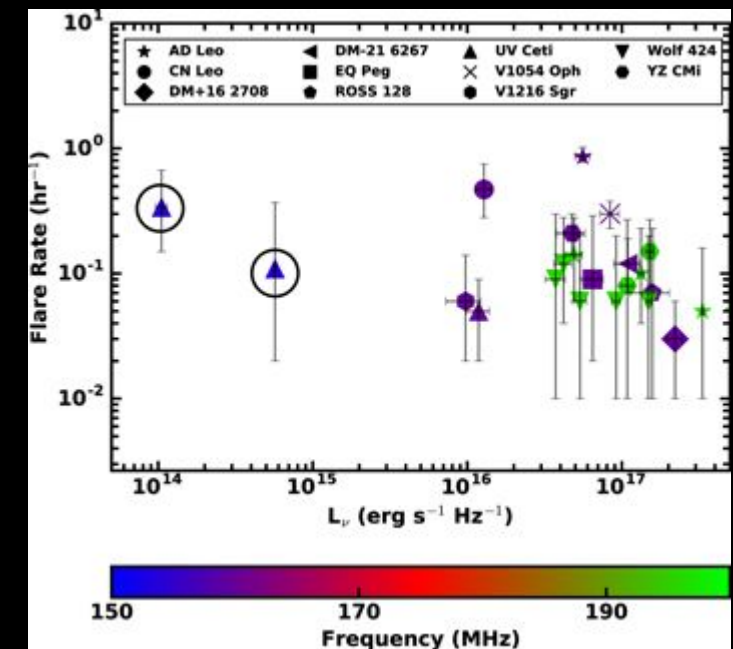 10¹
AD Leo DM-21 6267 UV Ceti Wolf 424
CN Leo EQ Peg V1054 Oph YZ CMi
DM+16 2708 ROSS 128 V1216 Sgr
10⁰
10⁻¹
10⁻²
Flare Rate (hr⁻¹)
10¹⁴ 10¹⁵ 10¹⁶ 10¹⁷
Lᵥ (erg s⁻¹ Hz⁻¹)
150 170 190
Frequency (MHz)